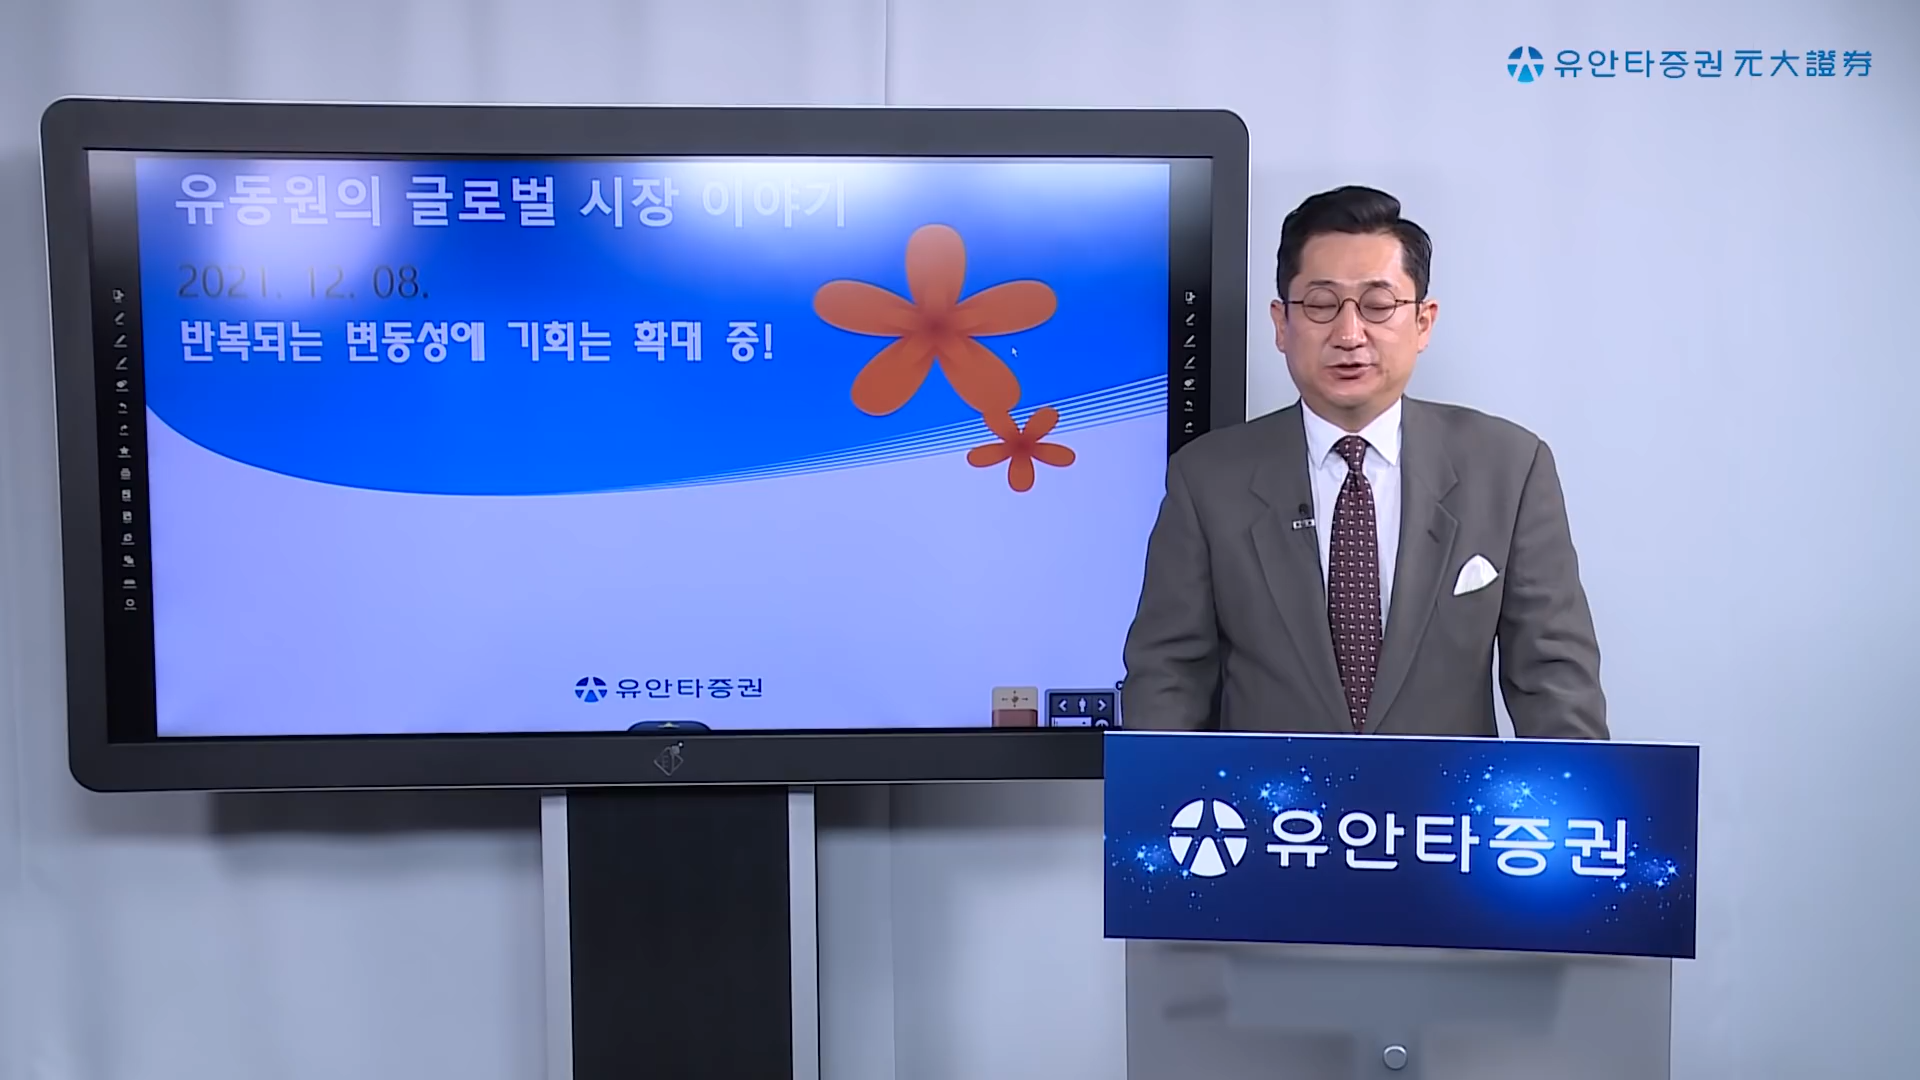 유안타증권 元大證券
유동원의 글로벌 시장 이야기
2021. 12. 08.
반복되는 변동성에 기회는 확대 중!
유안타증권
유안타증권